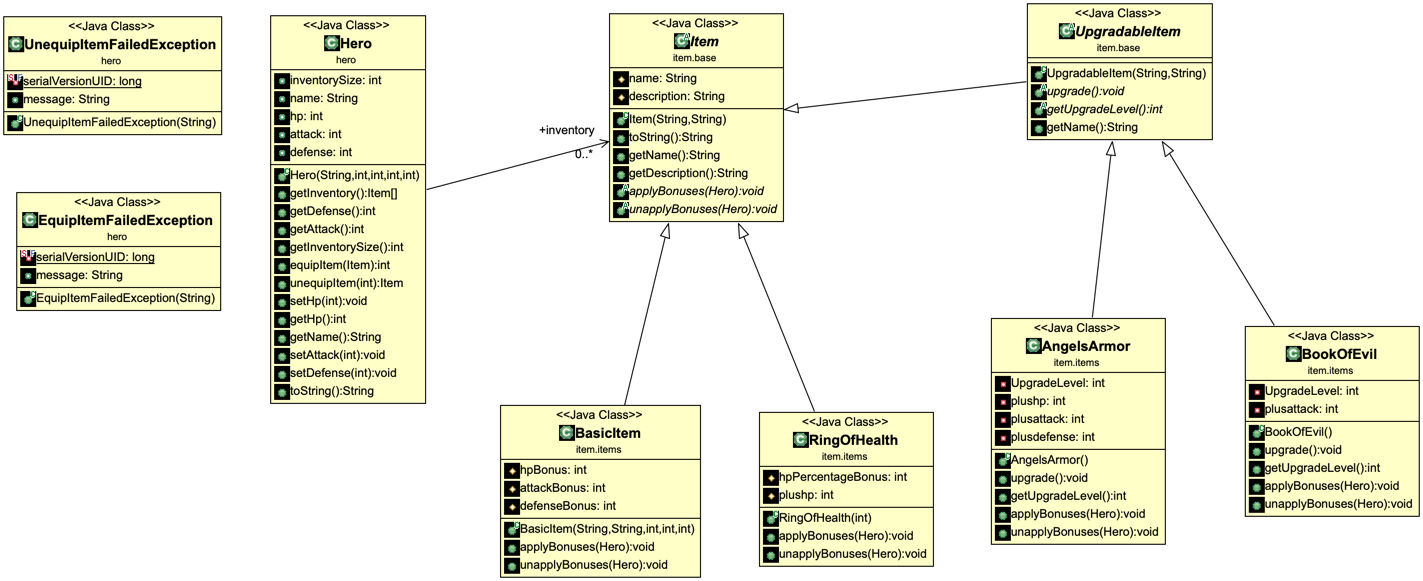 <<Java Class>>
UnequipItemFailedException
hero
serialVersionUID: long
message: String
UnequipItemFailedException(String)
<<Java Class>>
EquipItemFailedException
hero
serialVersionUID: long
message: String
EquipItemFailedException(String)
<<Java Class>>
Hero
hero
inventorySize: int
name: String
hp: int
attack: int
defense: int
Hero(String,int,int,int,int)
getInventory():Item[]
getDefense():int
getAttack():int
getInventorySize():int
equipItem(Item):int
unequipItem(int):Item
setHp(int):void
getHp():int
getName():String
setAttack(int):void
setDefense(int):void
toString():String
+inventory
0..*
<<Java Class>>
Item
item.base
name: String
description: String
Item(String,String)
toString():String
getName():String
getDescription():String
applyBonuses(Hero):void
unapplyBonuses(Hero):void
<<Java Class>>
UpgradableItem
item.base
UpgradableItem(String,String)
upgrade():void
getUpgradeLevel():int
getName():String
<<Java Class>>
BasicItem
item.items
hpBonus: int
attackBonus: int
defenseBonus: int
BasicItem(String,String,int,int,int)
applyBonuses(Hero):void
unapplyBonuses(Hero):void
<<Java Class>>
RingOfHealth
item.items
hpPercentageBonus: int
plushp: int
RingOfHealth(int)
applyBonuses(Hero):void
unapplyBonuses(Hero):void
<<Java Class>>
AngelsArmor
item.items
UpgradeLevel: int
plushp: int
plusattack: int
plusdefense: int
AngelsArmor()
upgrade():void
getUpgradeLevel():int
applyBonuses(Hero):void
unapplyBonuses(Hero):void
<<Java Class>>
BookOfEvil
item.items
UpgradeLevel: int
plusattack: int
BookOfEvil()
upgrade():void
getUpgradeLevel():int
applyBonuses(Hero):void
unapplyBonuses(Hero):void